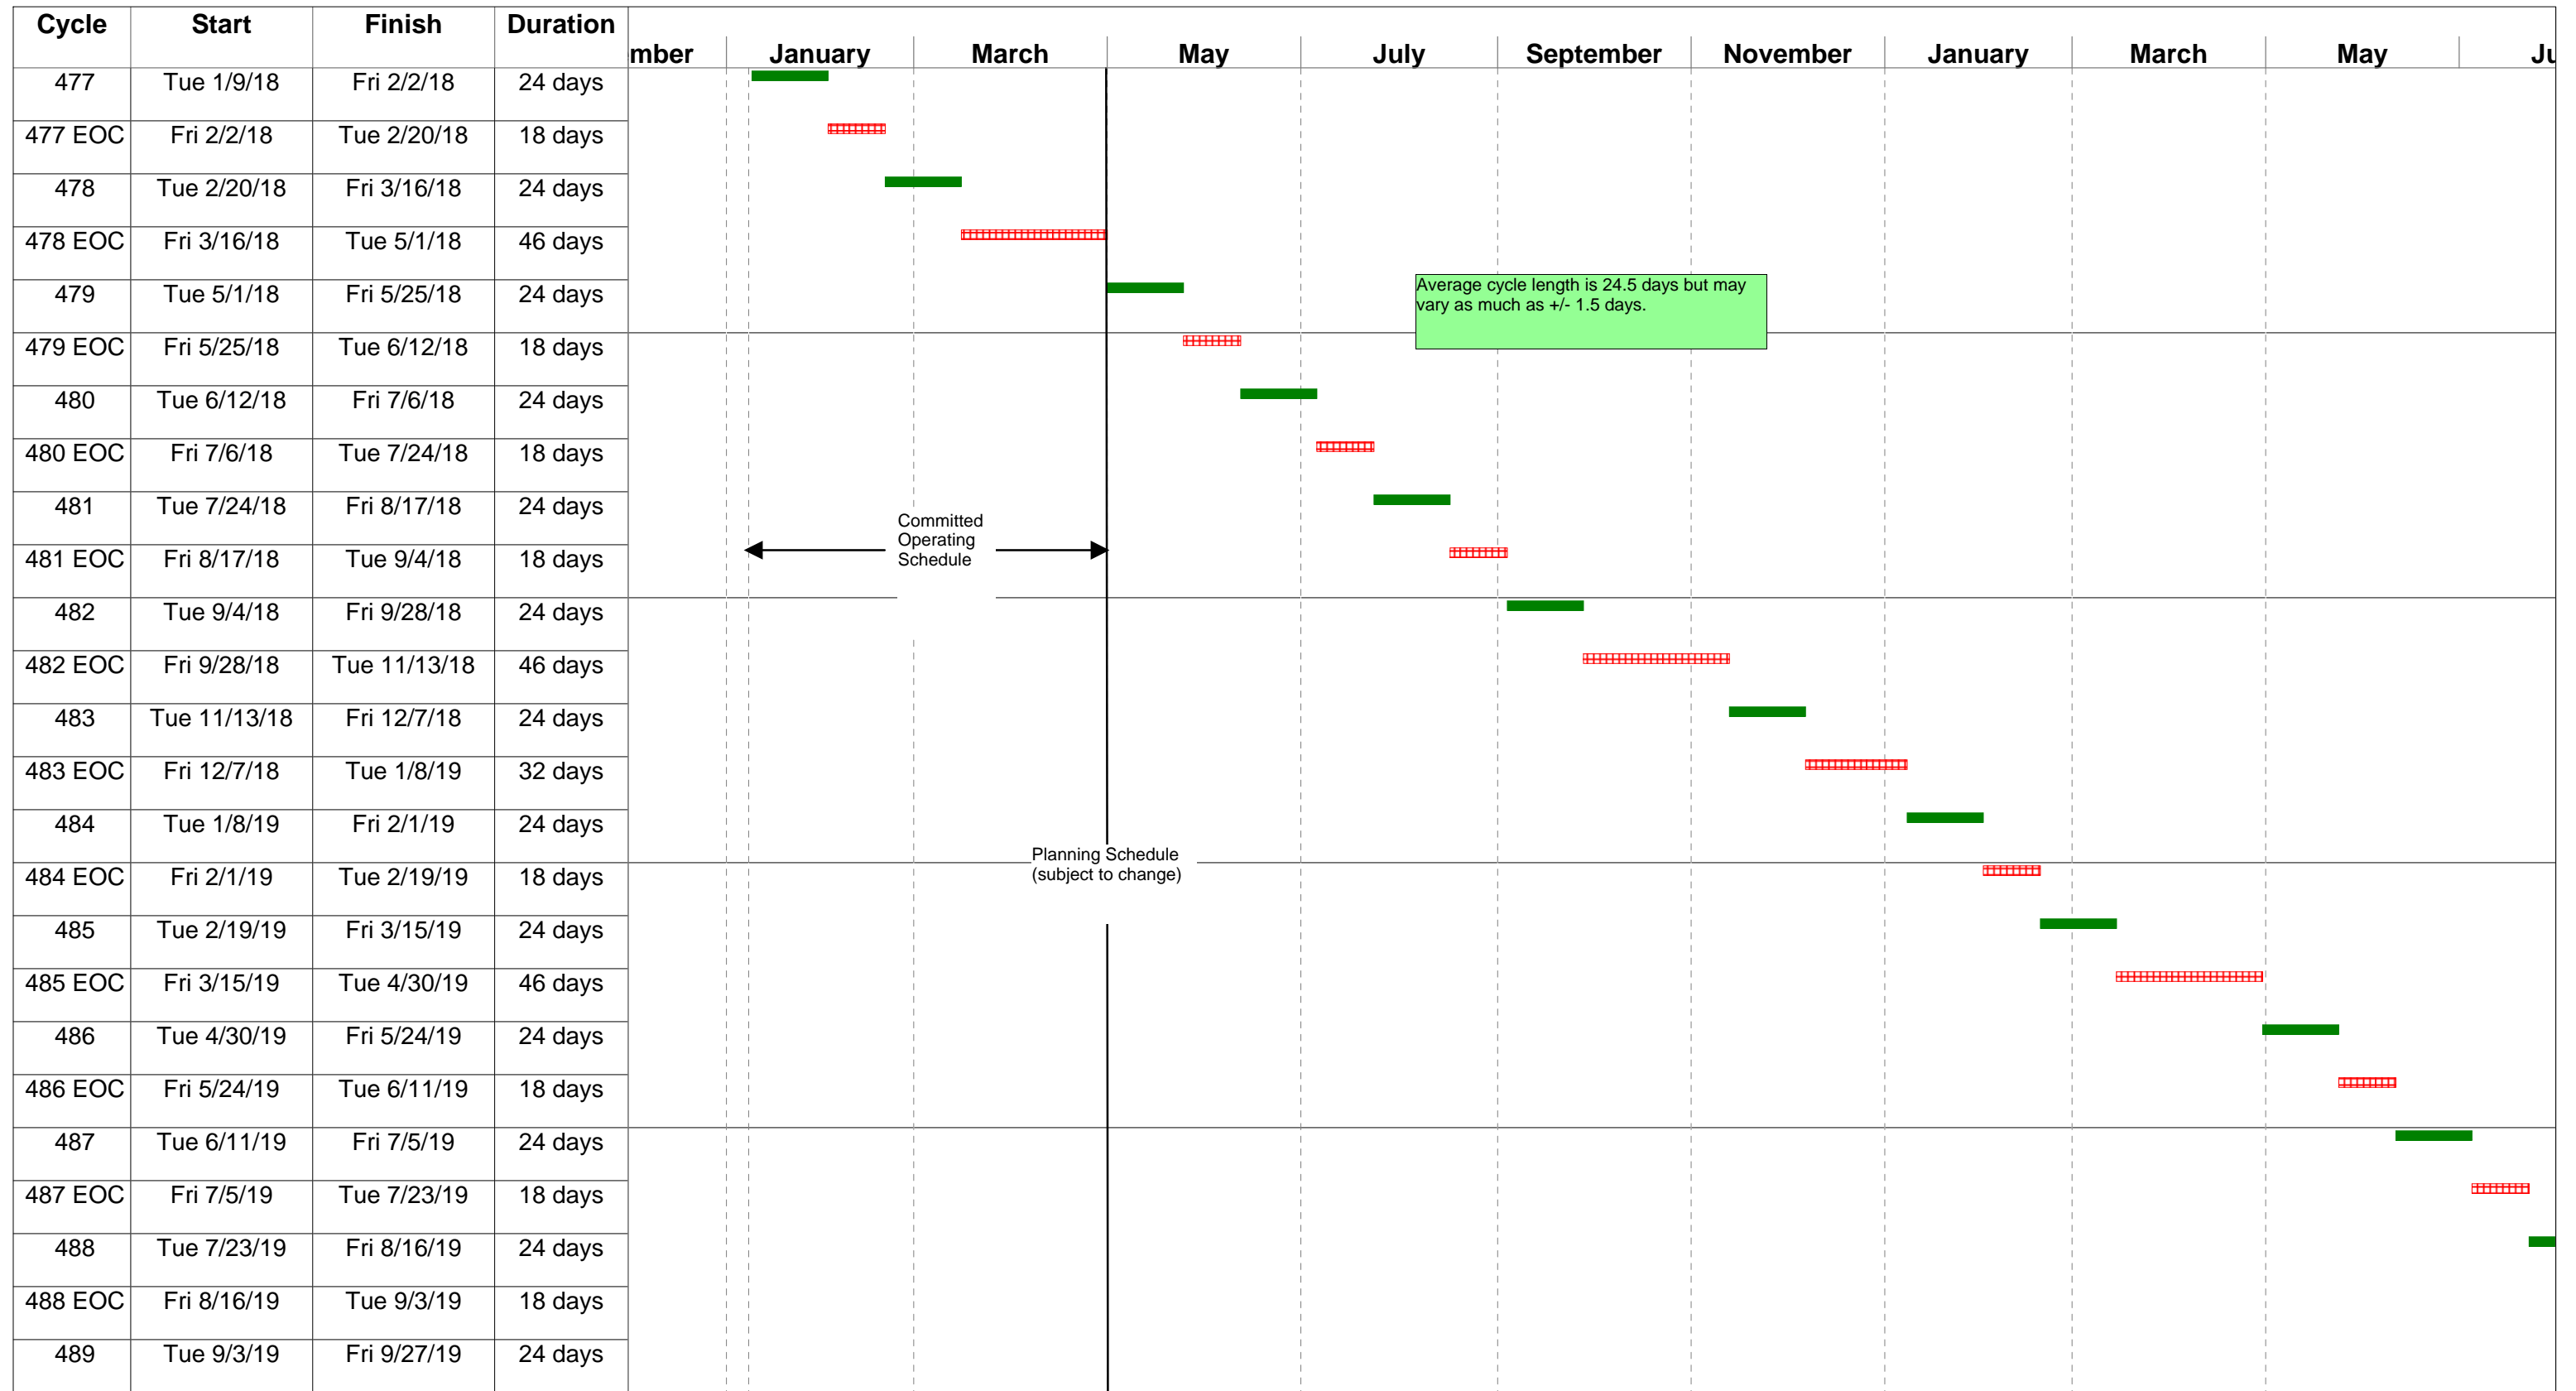 Cycle Start Finish Duration
mber January March May July September November January March May Ju
477 Tue 1/9/18 Fri 2/2/18 24 days
477 EOC Fri 2/2/18 Tue 2/20/18 18 days
478 Tue 2/20/18 Fri 3/16/18 24 days
478 EOC Fri 3/16/18 Tue 5/1/18 46 days
479 Tue 5/1/18 Fri 5/25/18 24 days
Average cycle length is 24.5 days but may
vary as much as +/- 1.5 days.
479 EOC Fri 5/25/18 Tue 6/12/18 18 days
480 Tue 6/12/18 Fri 7/6/18 24 days
480 EOC Fri 7/6/18 Tue 7/24/18 18 days
481 Tue 7/24/18 Fri 8/17/18 24 days
Committed
Operating
Schedule
481 EOC Fri 8/17/18 Tue 9/4/18 18 days
482 Tue 9/4/18 Fri 9/28/18 24 days
482 EOC Fri 9/28/18 Tue 11/13/18 46 days
483 Tue 11/13/18 Fri 12/7/18 24 days
483 EOC Fri 12/7/18 Tue 1/8/19 32 days
484 Tue 1/8/19 Fri 2/1/19 24 days
Planning Schedule
(subject to change)
484 EOC Fri 2/1/19 Tue 2/19/19 18 days
485 Tue 2/19/19 Fri 3/15/19 24 days
485 EOC Fri 3/15/19 Tue 4/30/19 46 days
486 Tue 4/30/19 Fri 5/24/19 24 days
486 EOC Fri 5/24/19 Tue 6/11/19 18 days
487 Tue 6/11/19 Fri 7/5/19 24 days
487 EOC Fri 7/5/19 Tue 7/23/19 18 days
488 Tue 7/23/19 Fri 8/16/19 24 days
488 EOC Fri 8/16/19 Tue 9/3/19 18 days
489 Tue 9/3/19 Fri 9/27/19 24 days